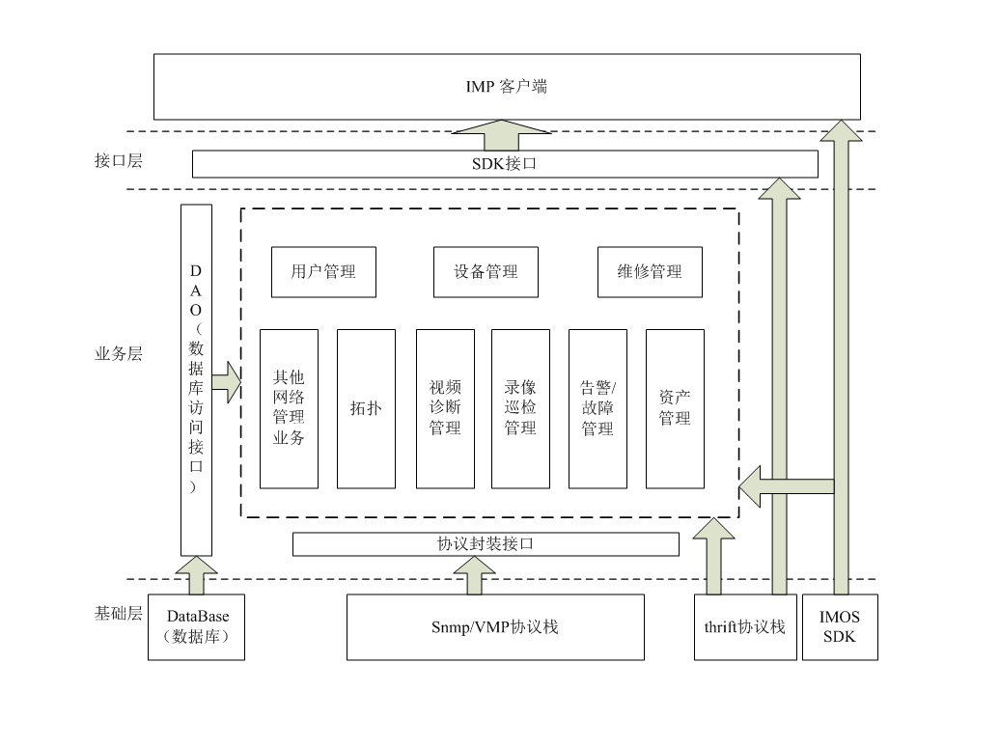 IMP 客户端
接口层
SDK接口
业务层
D
A
O
（
数
据
库
访
问
接
口
）
用户管理
设备管理
维修管理
其他
网络
管理
业务
拓扑
视频
诊断
管理
录像
巡检
管理
告警/
故障
管理
资产
管理
协议封装接口
基础层
DataBase
（数据库）
Snmp/VMP协议栈
thrift协议栈
IMOS
SDK